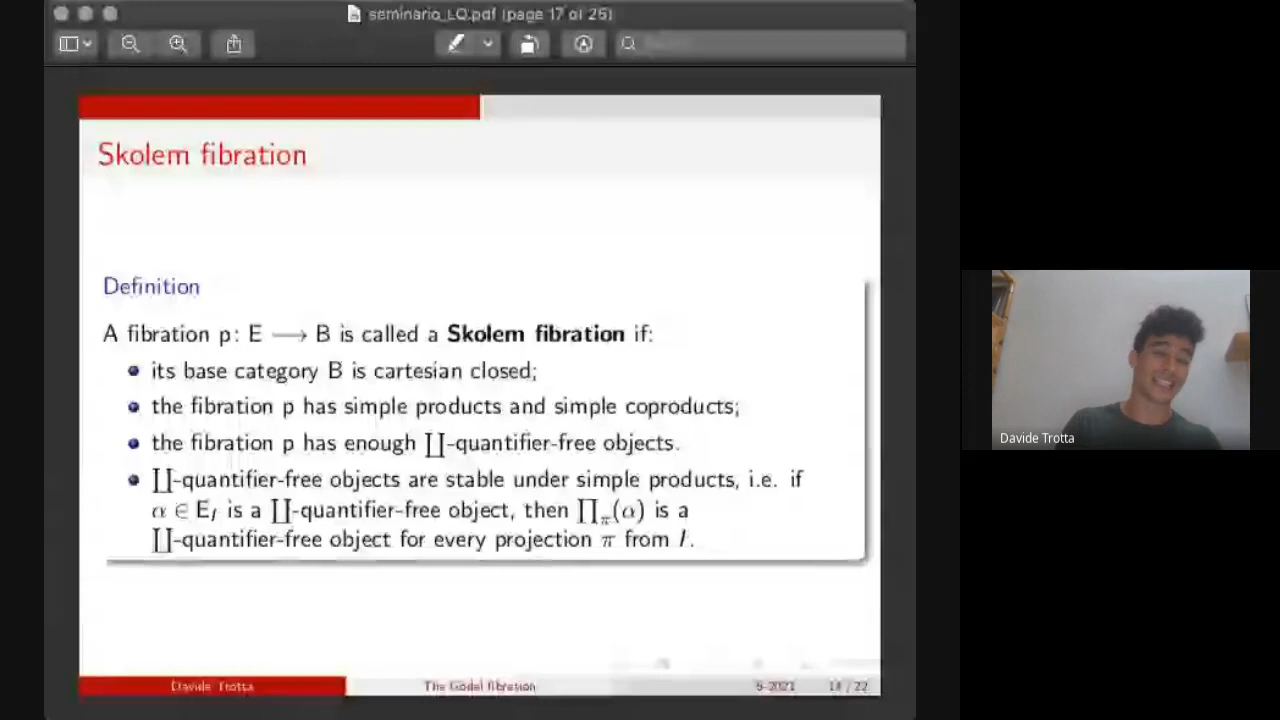 seminario_LQ.pdf (page 17 of 26)
Skolem fibration
Definition
A fibration p: E ⟶ B is called a Skolem fibration if:
• its base category B is cartesian closed;
• the fibration p has simple products and simple coproducts;
• the fibration p has enough ∐-quantifier-free objects.
• ∐-quantifier-free objects are stable under simple products, i.e. if
α ∈ E_I is a ∐-quantifier-free object, then ∏_π(α) is a
∐-quantifier-free object for every projection π from I.
Davide Trotta The Gödel fibration 2021 / 22
Davide Trotta